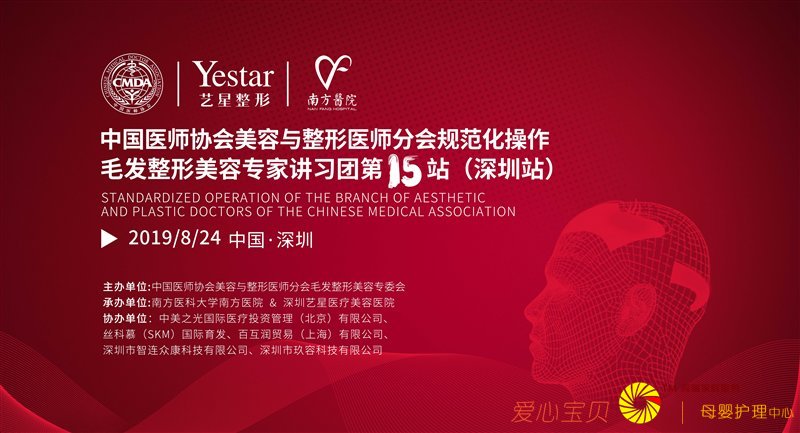 CMDA
Yestar
艺星整形
南方醫院
NAN FANG HOSPITAL
中国医师协会美容与整形医师分会规范化操作
毛发整形美容专家讲习团第15站（深圳站）
STANDARDIZED OPERATION OF THE BRANCH OF AESTHETIC
AND PLASTIC DOCTORS OF THE CHINESE MEDICAL ASSOCIATION
2019/8/24 中国·深圳
主办单位:中国医师协会美容与整形医师分会毛发整形美容专委会
承办单位:南方医科大学南方医院 & 深圳艺星医疗美容医院
协办单位：中美之光国际医疗投资管理（北京）有限公司、
丝科慕（SKM）国际育发、百互润贸易（上海）有限公司、
深圳市智连众康科技有限公司、深圳市玖容科技有限公司
爱心宝贝 | 母婴护理中心